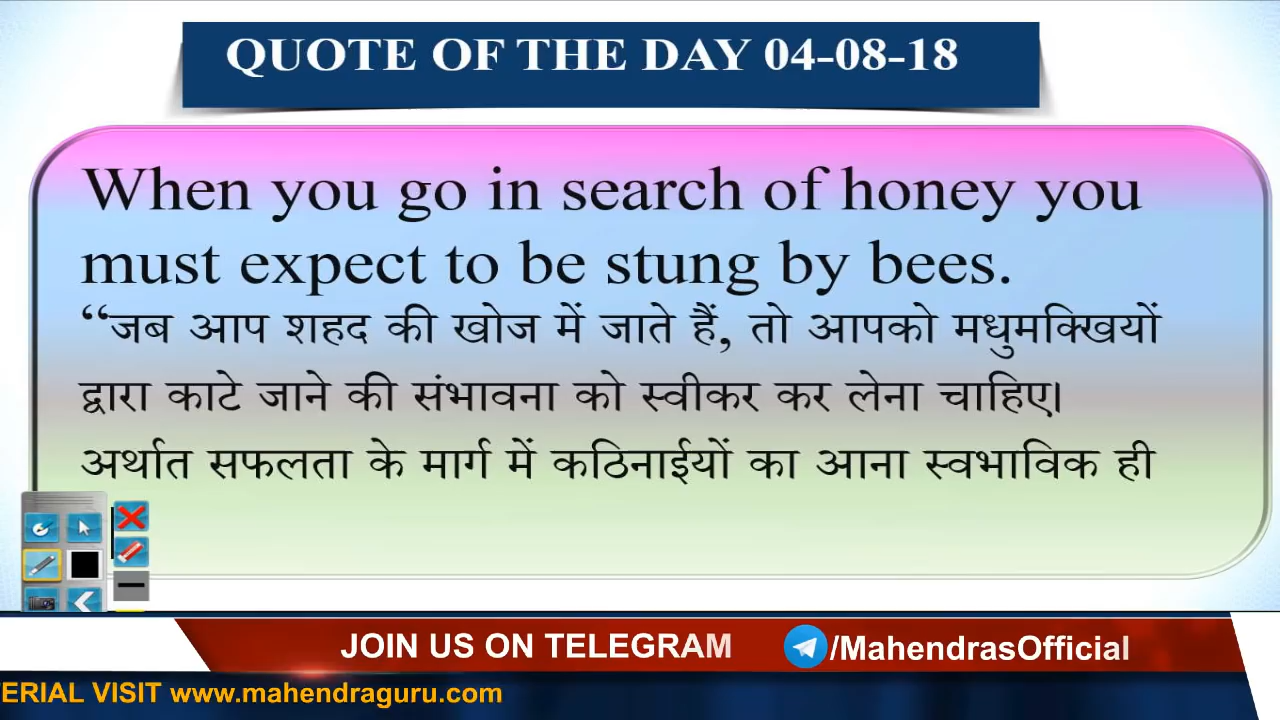 QUOTE OF THE DAY 04-08-18
When you go in search of honey you
must expect to be stung by bees.
“जब आप शहद की खोज में जाते हैं, तो आपको मधुमक्खियों
द्वारा काटे जाने की संभावना को स्वीकर कर लेना चाहिए।
अर्थात सफलता के मार्ग में कठिनाईयों का आना स्वभाविक ही
JOIN US ON TELEGRAM /MahendrasOfficial
ERIAL VISIT www.mahendraguru.com